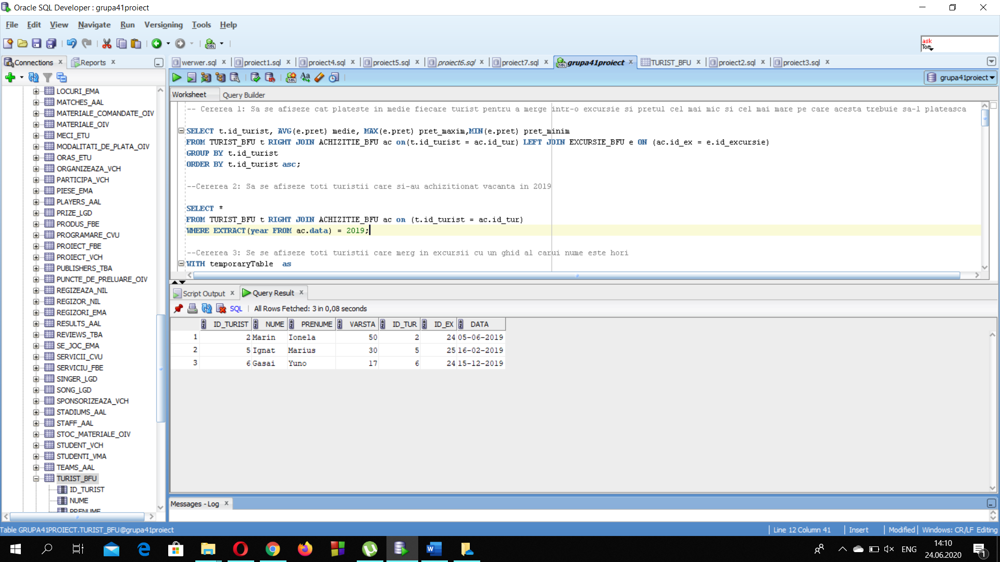 Oracle SQL Developer : grupa41proiect
File Edit View Navigate Run Versioning Tools Help
ask
Tom
Connections Reports
werwer.sql proiect1.sql proiect4.sql proiect5.sql proiect6.sql proiect7.sql grupa41proiect TURIST_BFU proiect2.sql proiect3.sql
grupa41proiect
Worksheet Query Builder
LOCURI_EMA
MATCHES_AAL
MATERIALE_COMANDATE_OIV
MATERIALE_OIV
MECI_ETU
MODALITATI_DE_PLATA_OIV
ORAS_ETU
ORGANIZEAZA_VCH
PARTICIPA_VCH
PIESE_EMA
PLAYERS_AAL
PRIZE_LGD
PRODUS_FBE
PROGRAMARE_CVU
PROIECT_FBE
PROIECT_VCH
PUBLISHERS_TBA
PUNCTE_DE_PRELUARE_OIV
REGIZEAZA_NIL
REGIZOR_NIL
REGIZORI_EMA
RESULTS_AAL
REVIEWS_TBA
SE_JOC_EMA
SERVICII_CVU
SERVICIU_FBE
SINGER_LGD
SONG_LGD
SPONSORIZEAZA_VCH
STADIUMS_AAL
STAFF_AAL
STOC_MATERIALE_OIV
STUDENT_VCH
STUDENTI_VMA
TEAMS_AAL
TURIST_BFU
ID_TURIST
NUME
PRENUME
-- Cererea 1: Sa se afiseze cat plateste in medie fiecare turist pentru a merge intr-o excursie si pretul cel mai mic si cel mai mare pe care acesta trebuie sa-l plateasca
SELECT t.id_turist, AVG(e.pret) medie, MAX(e.pret) pret_maxim,MIN(e.pret) pret_minim
FROM TURIST_BFU t RIGHT JOIN ACHIZITIE_BFU ac on(t.id_turist = ac.id_tur) LEFT JOIN EXCURSIE_BFU e ON (ac.id_ex = e.id_excursie)
GROUP BY t.id_turist
ORDER BY t.id_turist asc;
--Cererea 2: Sa se afiseze toti turistii care si-au achizitionat vacanta in 2019
SELECT *
FROM TURIST_BFU t RIGHT JOIN ACHIZITIE_BFU ac on (t.id_turist = ac.id_tur)
WHERE EXTRACT(year FROM ac.data) = 2019;
--Cererea 3: Se se afiseze toti turistii care merg in excursii cu un ghid al carui nume este hori
WITH temporaryTable as
Script Output Query Result
SQL All Rows Fetched: 3 in 0,08 seconds
ID_TURIST NUME PRENUME VARSTA ID_TUR ID_EX DATA
1 2 Marin Ionela 50 2 24 05-06-2019
2 5 Ignat Marius 30 5 25 16-02-2019
3 6 Gasai Yuno 17 6 24 15-12-2019
Messages - Log
Table GRUPA41PROIECT.TURIST_BFU@grupa41proiect
Line 12 Column 41 Insert Modified Windows: CR/LF Editing
ENG
14:10
24.06.2020
1